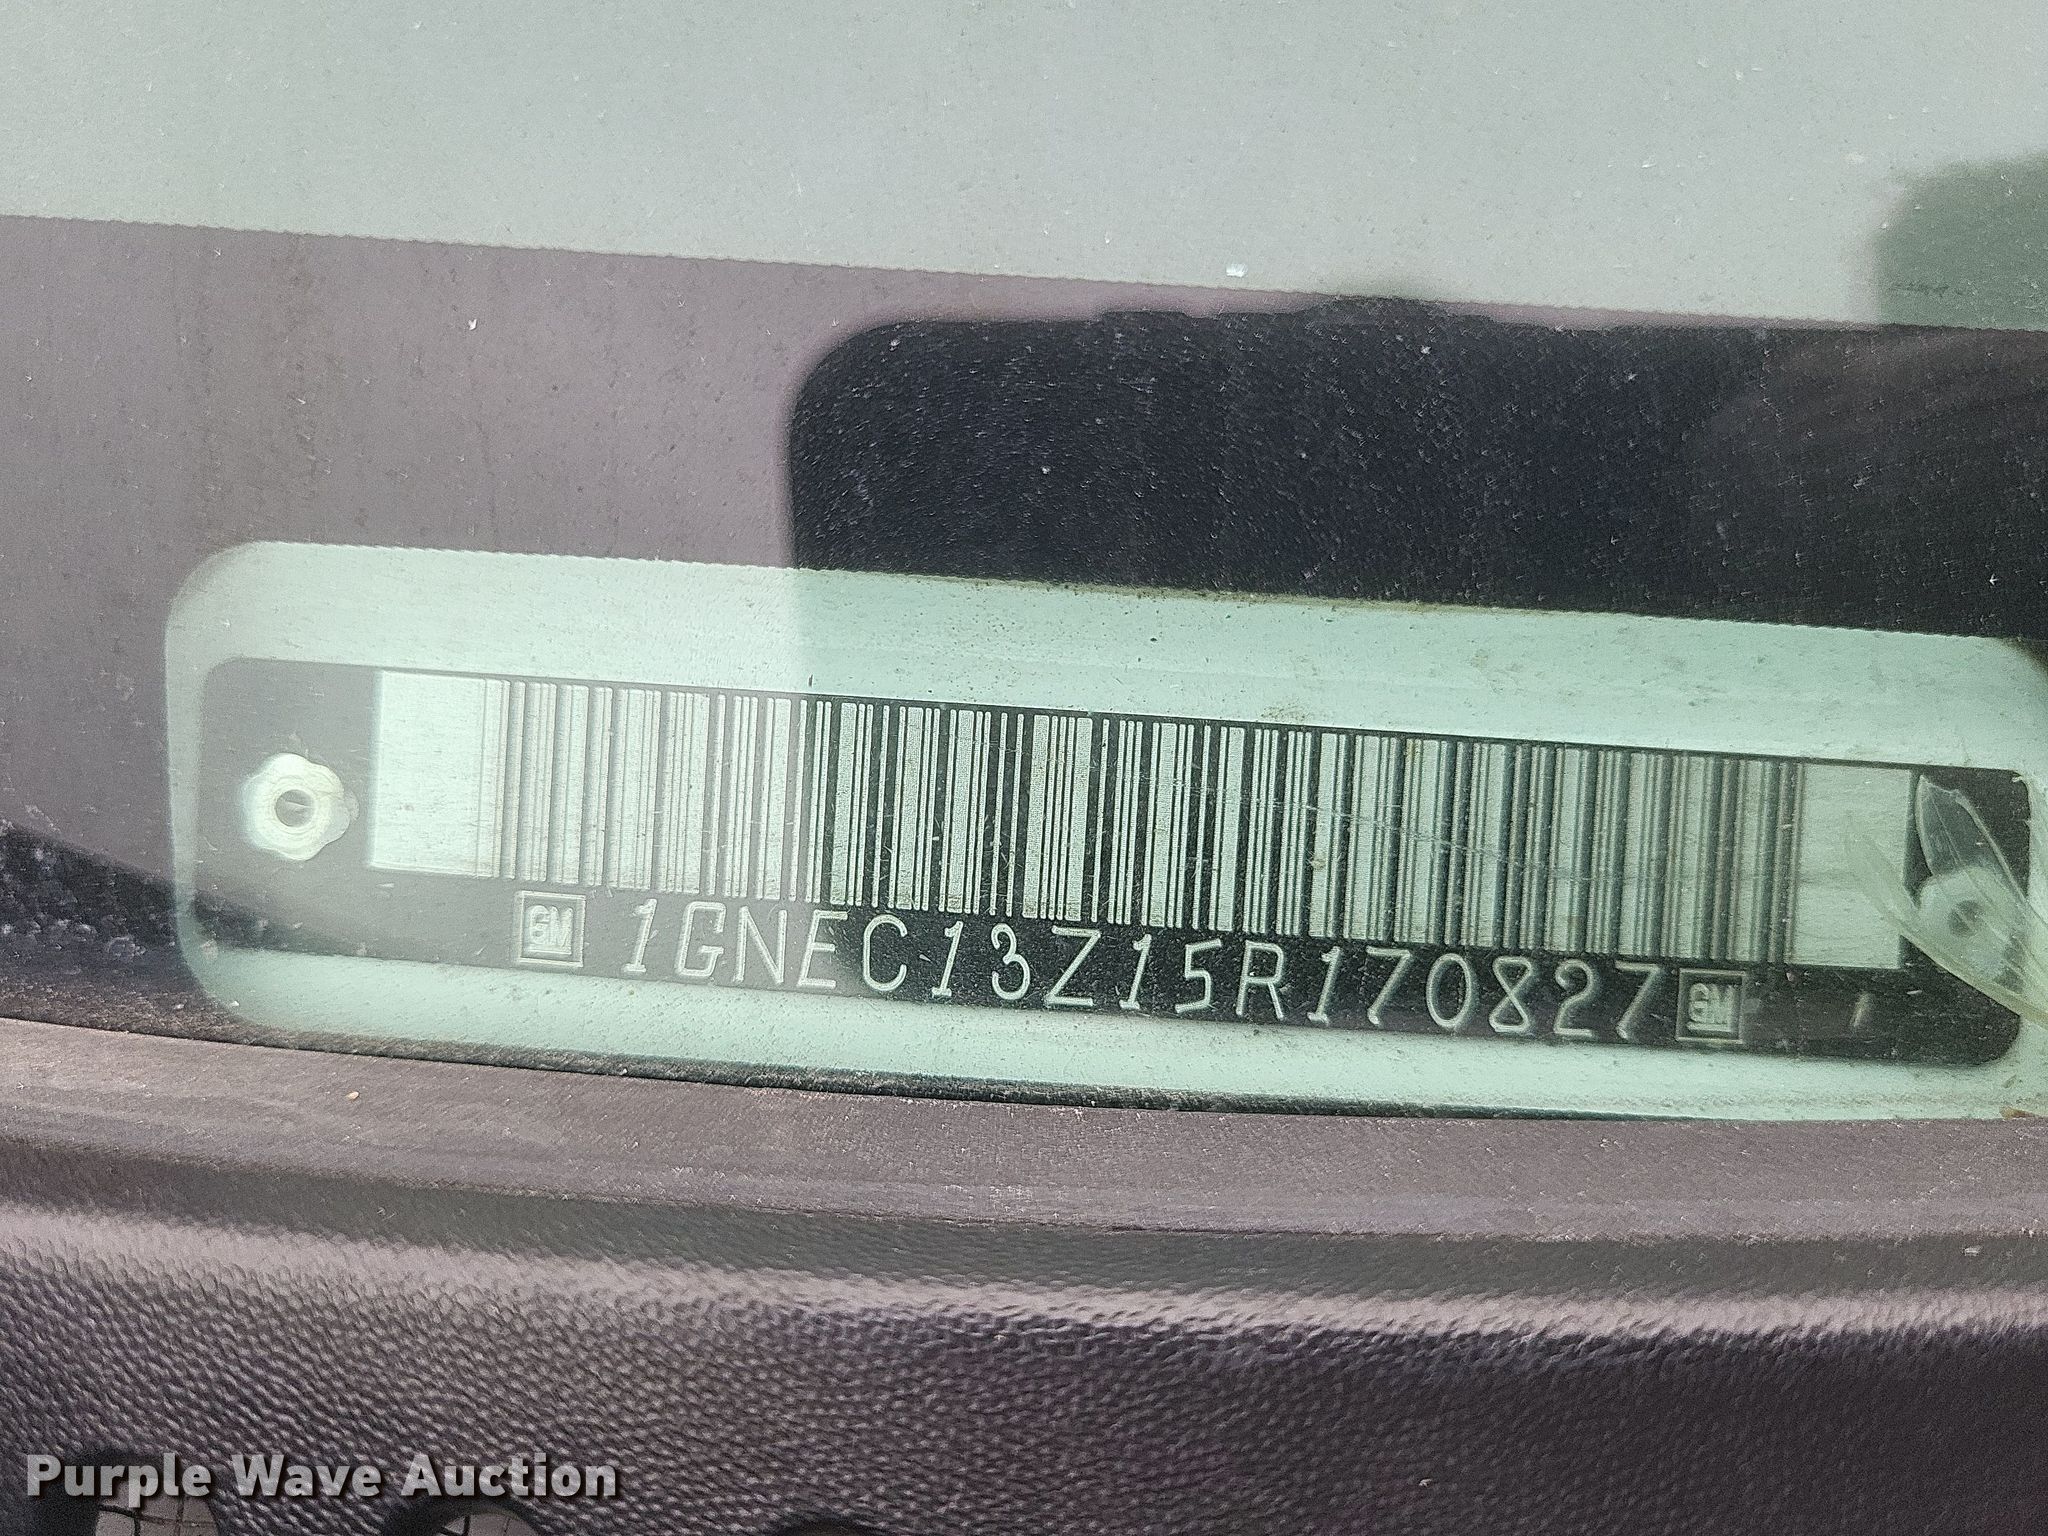 GM 1GNEC13Z15R170827 GM
Purple Wave Auction